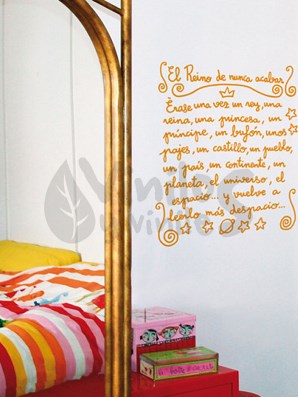 El Reino de nunca acabar
Érase una vez un rey, una
reina, una princesa, un
príncipe, un bufón, unos
pajes, un castillo, un pueblo,
un país, un continente, un
planeta, el universo, el
espacio... y vuelve a
leerlo más despacio...